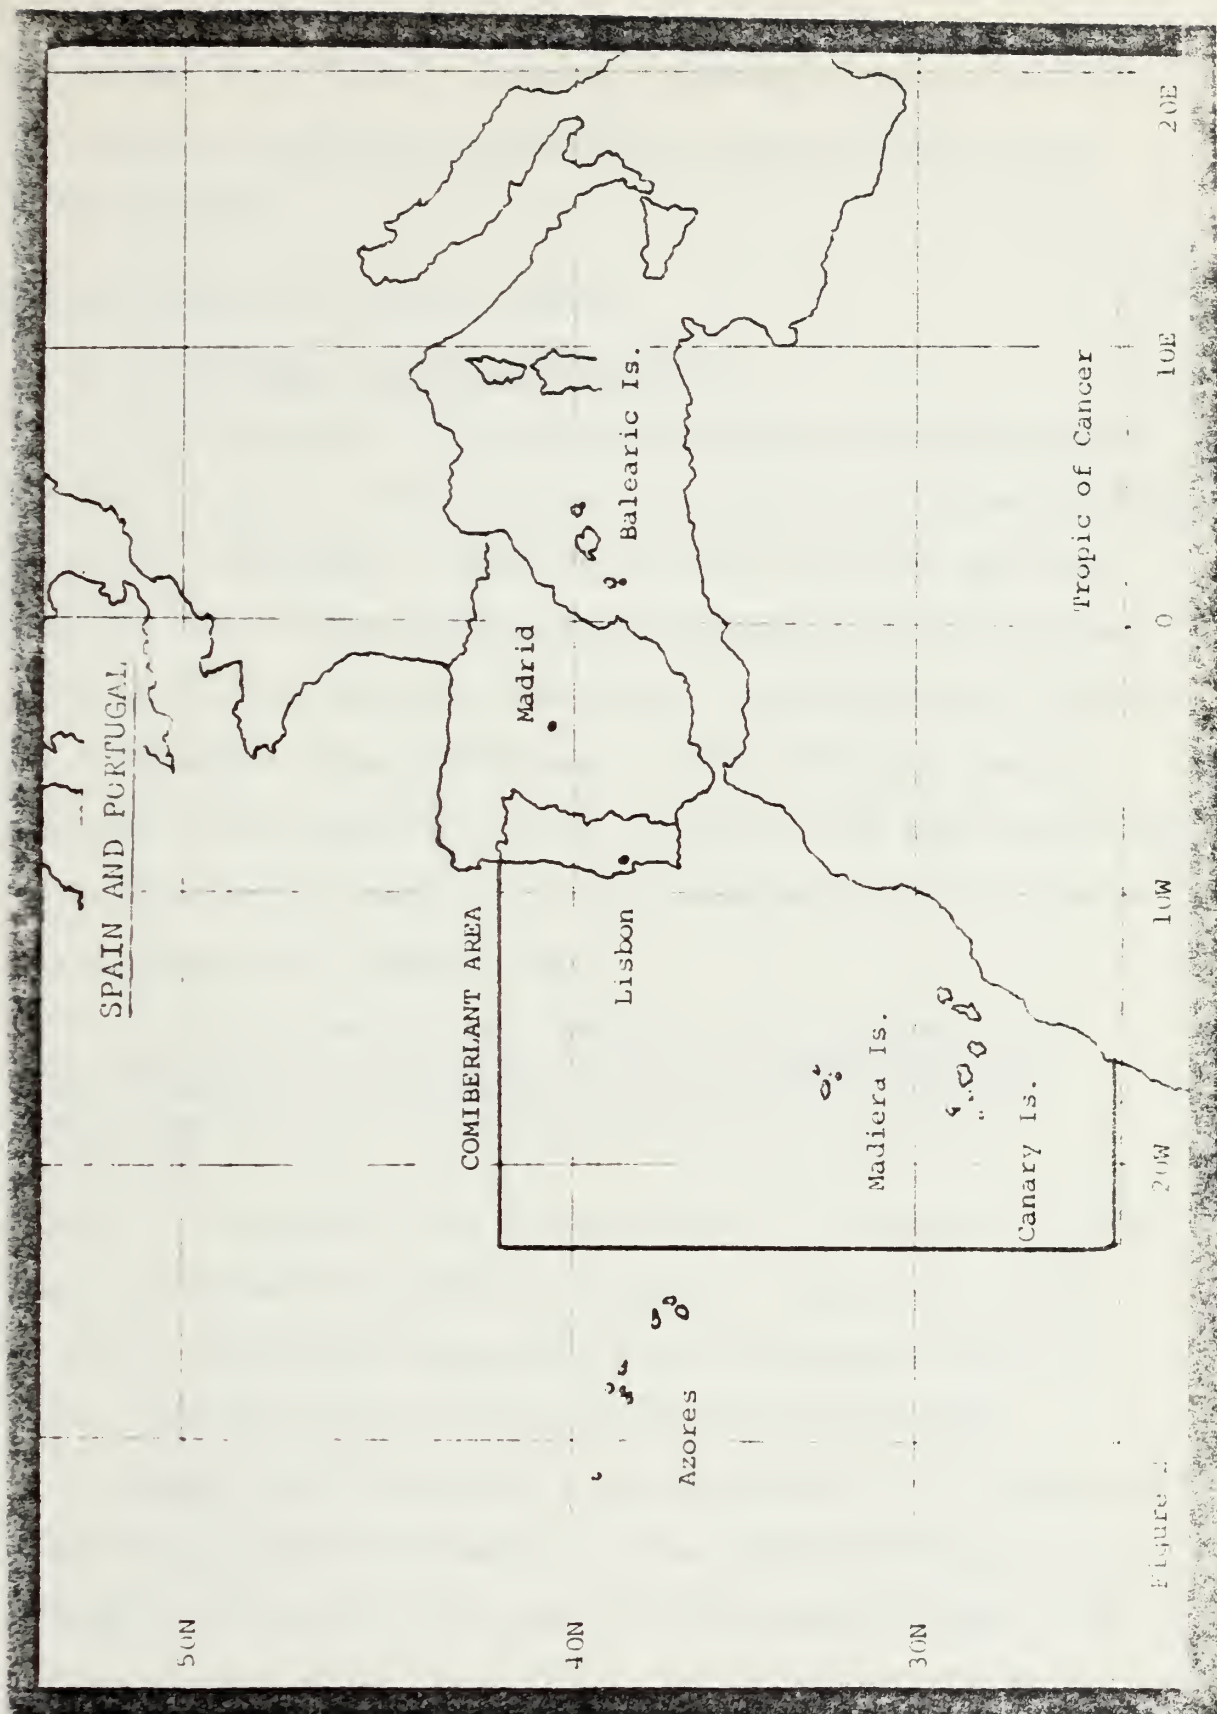 SPAIN AND PORTUGAL
50N
COMIBERLANT AREA
Madrid
40N
Lisbon
Balearic Is.
Azores
Madiera Is.
30N
Canary Is.
Tropic of Cancer
20W
10W
0
10E
20E
Figure